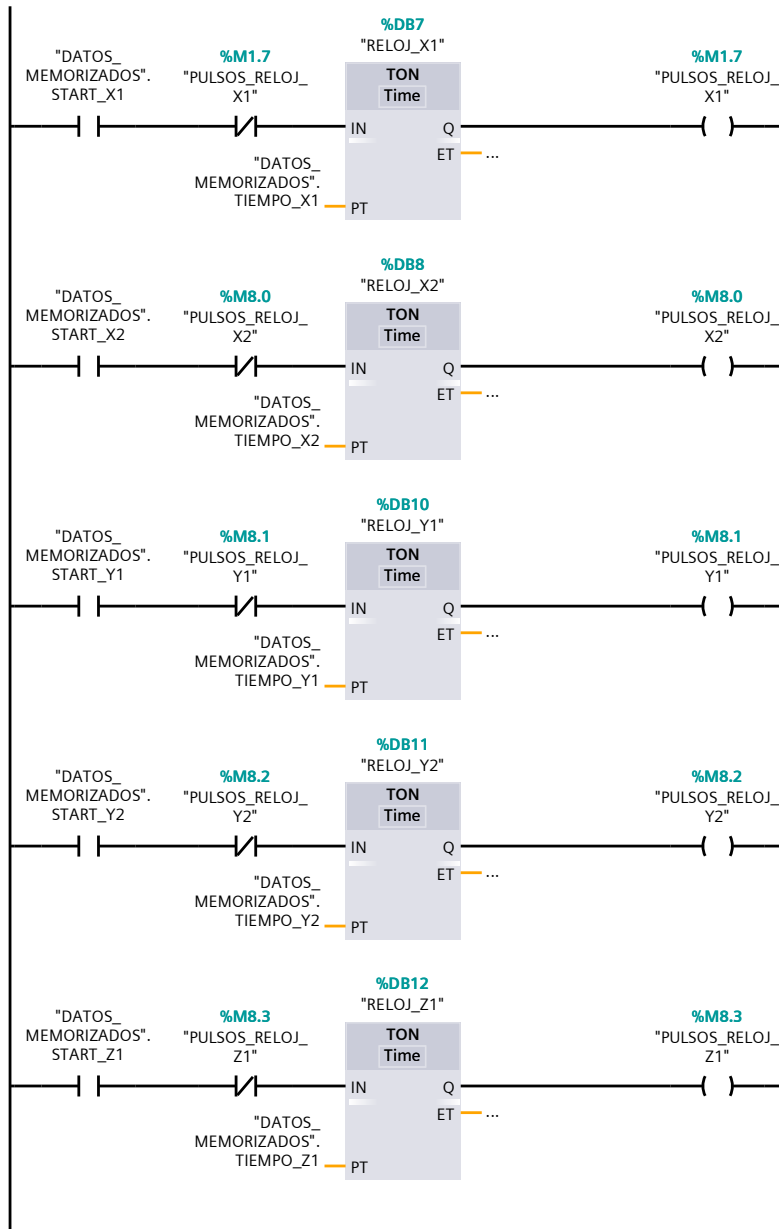 %DB7
"RELOJ_X1"
"DATOS_
MEMORIZADOS".
START_X1
%M1.7
"PULSOS_RELOJ_
X1"
TON
Time
%M1.7
"PULSOS_RELOJ_
X1"
IN
Q
ET
...
"DATOS_
MEMORIZADOS".
TIEMPO_X1
PT
%DB8
"RELOJ_X2"
"DATOS_
MEMORIZADOS".
START_X2
%M8.0
"PULSOS_RELOJ_
X2"
TON
Time
%M8.0
"PULSOS_RELOJ_
X2"
IN
Q
ET
...
"DATOS_
MEMORIZADOS".
TIEMPO_X2
PT
%DB10
"RELOJ_Y1"
"DATOS_
MEMORIZADOS".
START_Y1
%M8.1
"PULSOS_RELOJ_
Y1"
TON
Time
%M8.1
"PULSOS_RELOJ_
Y1"
IN
Q
ET
...
"DATOS_
MEMORIZADOS".
TIEMPO_Y1
PT
%DB11
"RELOJ_Y2"
"DATOS_
MEMORIZADOS".
START_Y2
%M8.2
"PULSOS_RELOJ_
Y2"
TON
Time
%M8.2
"PULSOS_RELOJ_
Y2"
IN
Q
ET
...
"DATOS_
MEMORIZADOS".
TIEMPO_Y2
PT
%DB12
"RELOJ_Z1"
"DATOS_
MEMORIZADOS".
START_Z1
%M8.3
"PULSOS_RELOJ_
Z1"
TON
Time
%M8.3
"PULSOS_RELOJ_
Z1"
IN
Q
ET
...
"DATOS_
MEMORIZADOS".
TIEMPO_Z1
PT